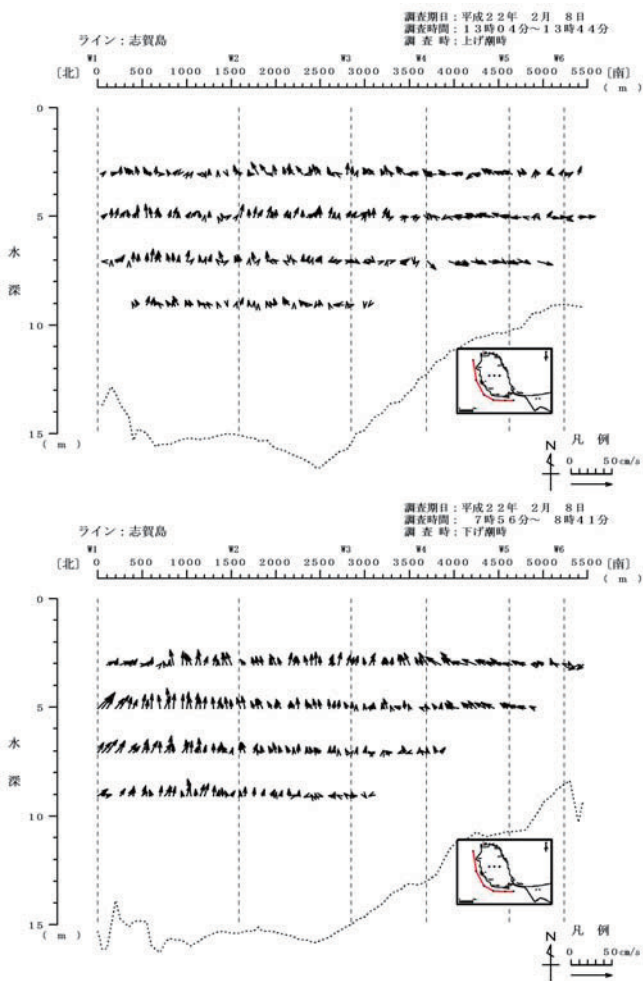 調査期日：平成２２年　２月　８日
調査時間：１３時０４分～１３時４４分
調 査 時：上げ潮時
ライン：志賀島
W1 W2 W3 W4 W5 W6
〔北〕 0 500 1000 1500 2000 2500 3000 3500 4000 4500 5000 5500 〔南〕
（ｍ）
0
5
水
深
10
15
（ｍ）
N 凡 例
0 50cm/s
調査期日：平成２２年　２月　８日
調査時間：　７時５６分～　８時４１分
調 査 時：下げ潮時
ライン：志賀島
W1 W2 W3 W4 W5 W6
〔北〕 0 500 1000 1500 2000 2500 3000 3500 4000 4500 5000 5500 〔南〕
（ｍ）
0
5
水
深
10
15
（ｍ）
N 凡 例
0 50cm/s